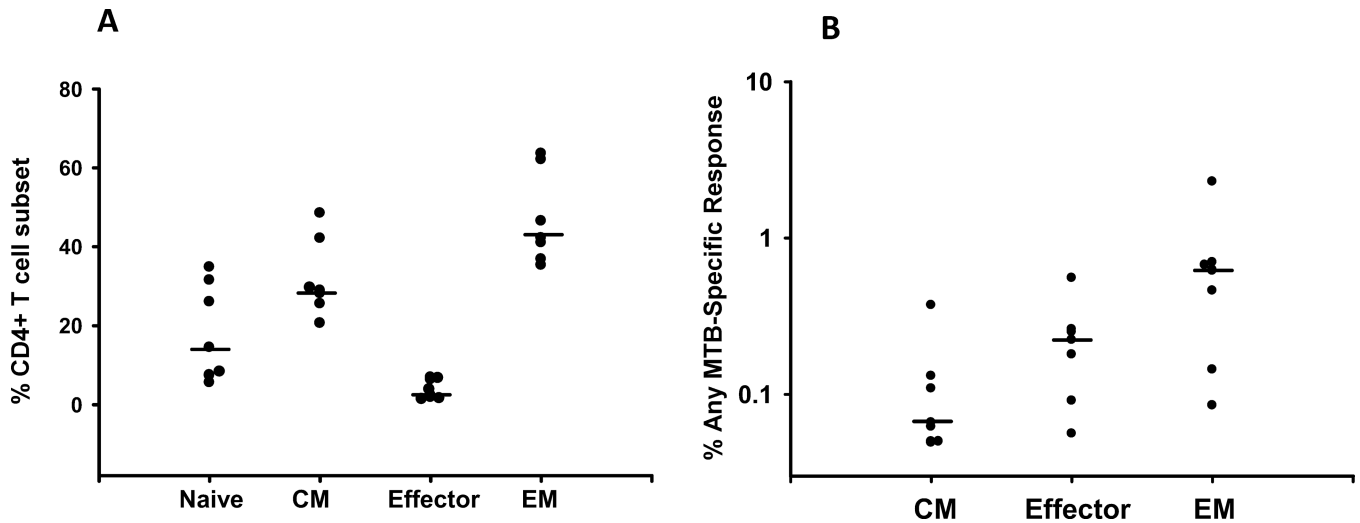 A
% CD4+ T cell subset
80
60
40
20
0
Naive CM Effector EM
B
% Any MTB-Specific Response
10
1
0.1
CM Effector EM